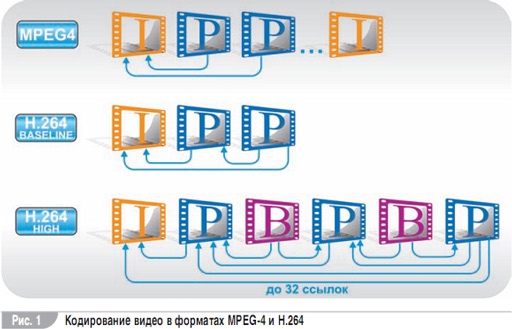 MPEG4
I P P ... I
H.264
BASELINE
I P P
H.264
HIGH
I P B P B P
до 32 ссылок
Рис. 1 Кодирование видео в форматах MPEG-4 и H.264